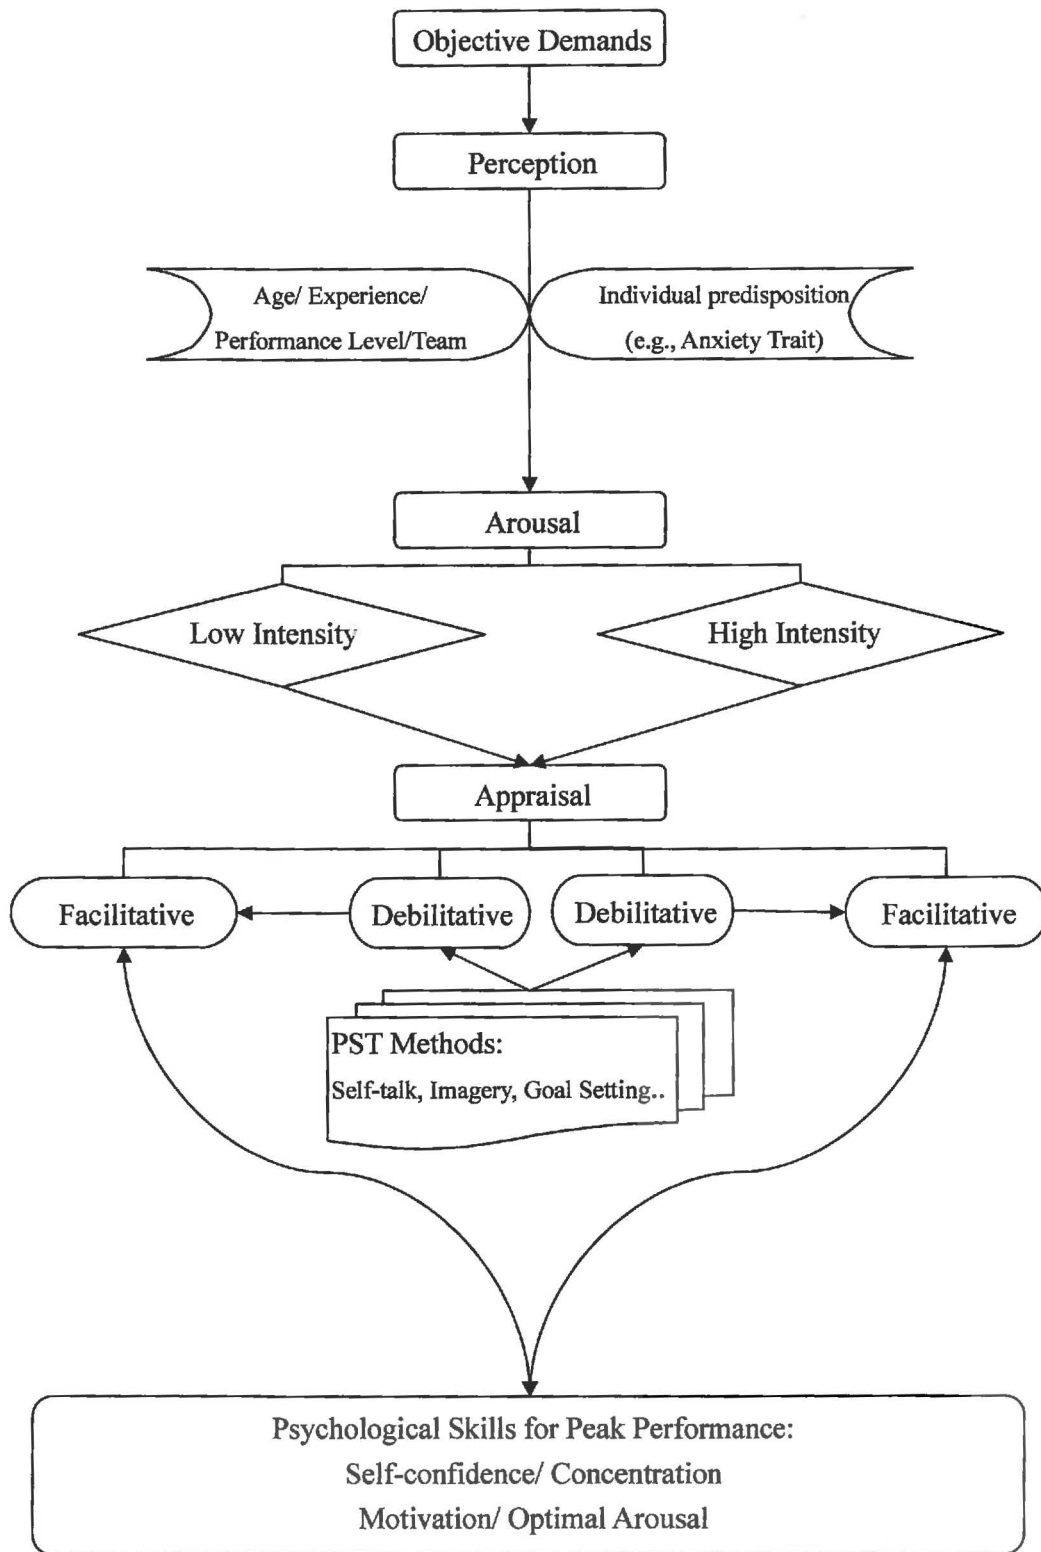 Objective Demands
Perception
Age/ Experience/
Performance Level/Team
Individual predisposition
(e.g., Anxiety Trait)
Arousal
Low Intensity
High Intensity
Appraisal
Facilitative
Debilitative
Debilitative
Facilitative
PST Methods:
Self-talk, Imagery, Goal Setting..
Psychological Skills for Peak Performance:
Self-confidence/ Concentration
Motivation/ Optimal Arousal